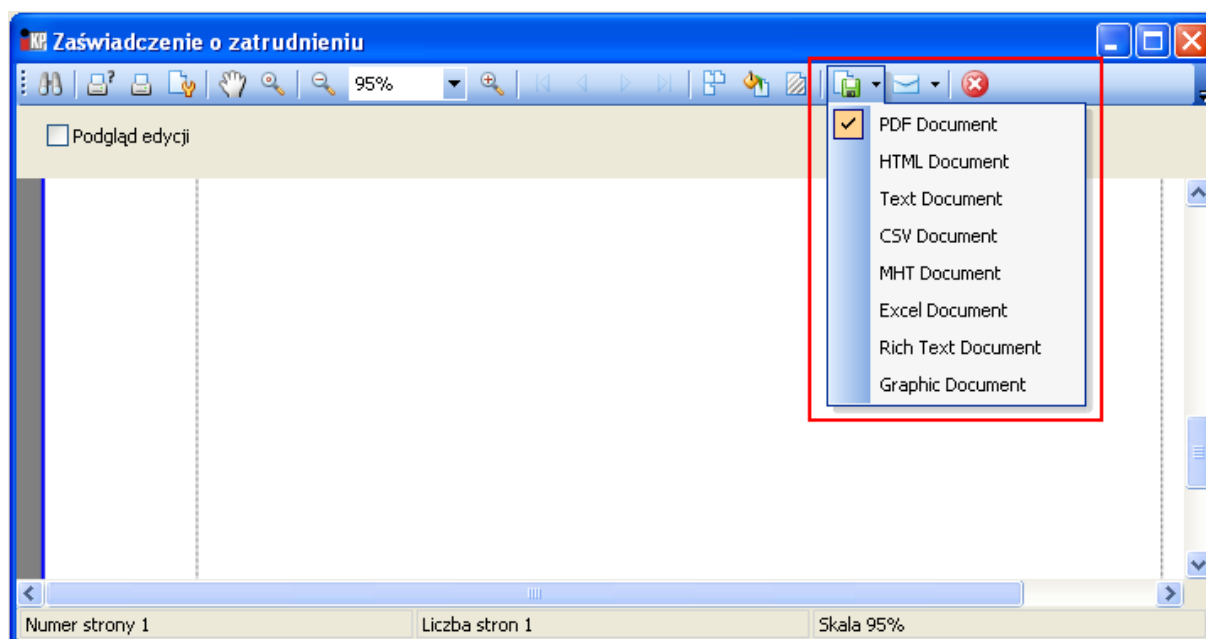 KP Zaświadczenie o zatrudnieniu
95%
Podgląd edycji
PDF Document
HTML Document
Text Document
CSV Document
MHT Document
Excel Document
Rich Text Document
Graphic Document
Numer strony 1 Liczba stron 1 Skala 95%